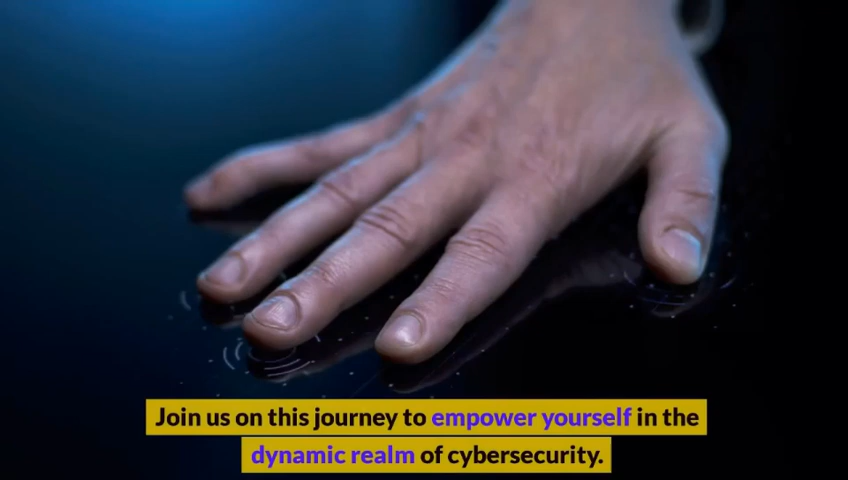 Join us on this journey to empower yourself in the
dynamic realm of cybersecurity.